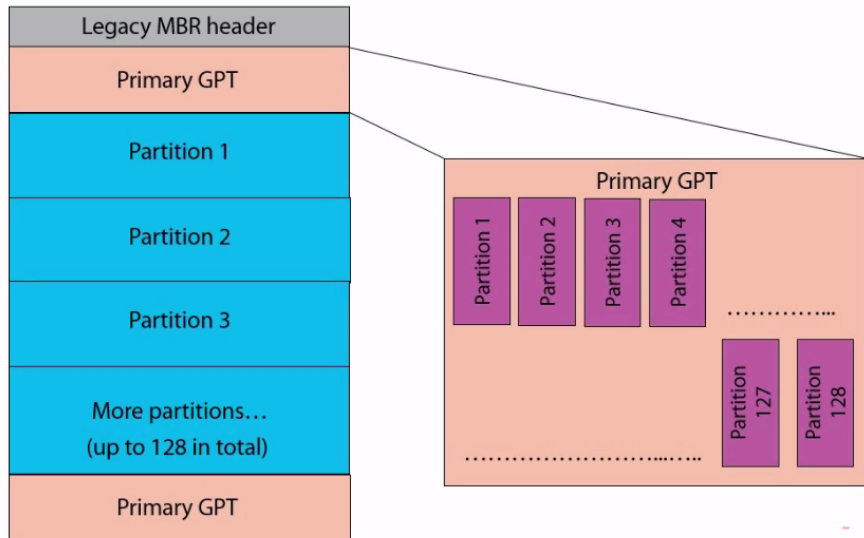 Legacy MBR header
Primary GPT
Partition 1
Partition 2
Partition 3
More partitions...
(up to 128 in total)
Primary GPT
Primary GPT
Partition 1
Partition 2
Partition 3
Partition 4
Partition
127
Partition
128